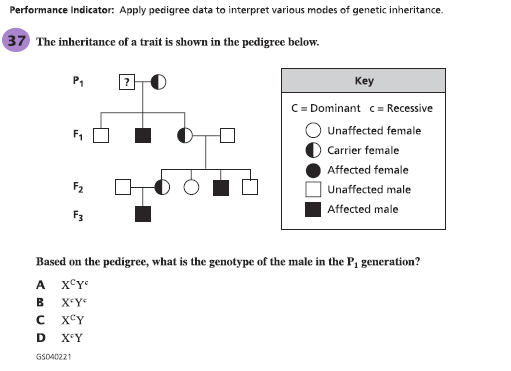 Performance Indicator: Apply pedigree data to interpret various modes of genetic inheritance.
37 The inheritance of a trait is shown in the pedigree below.
P₁
?
F₁
F₂
F₃
Key
C = Dominant c = Recessive
Unaffected female
Carrier female
Affected female
Unaffected male
Affected male
Based on the pedigree, what is the genotype of the male in the P₁ generation?
A XᶜYᶜ
B XᶜYᶜ
C XᶜY
D XᶜY
GS040221